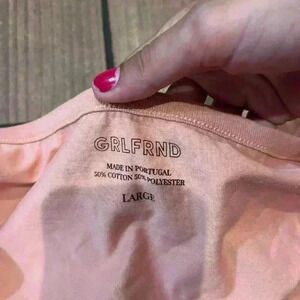 GRLFRND
MADE IN PORTUGAL
50% COTTON 50% POLYESTER
LARGE